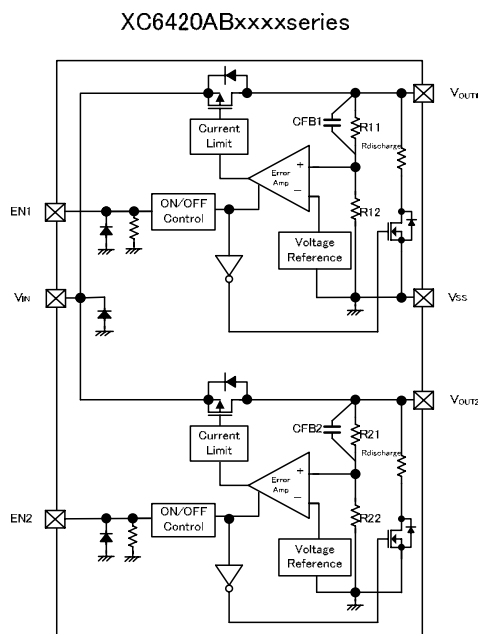 XC6420ABxxxxseries
VOUT1
CFB1
R11
Rdischarge
Current
Limit
Error
Amp
+
−
EN1
ON/OFF
Control
R12
Voltage
Reference
VIN
VSS
VOUT2
CFB2
R21
Rdischarge
Current
Limit
Error
Amp
+
−
EN2
ON/OFF
Control
R22
Voltage
Reference